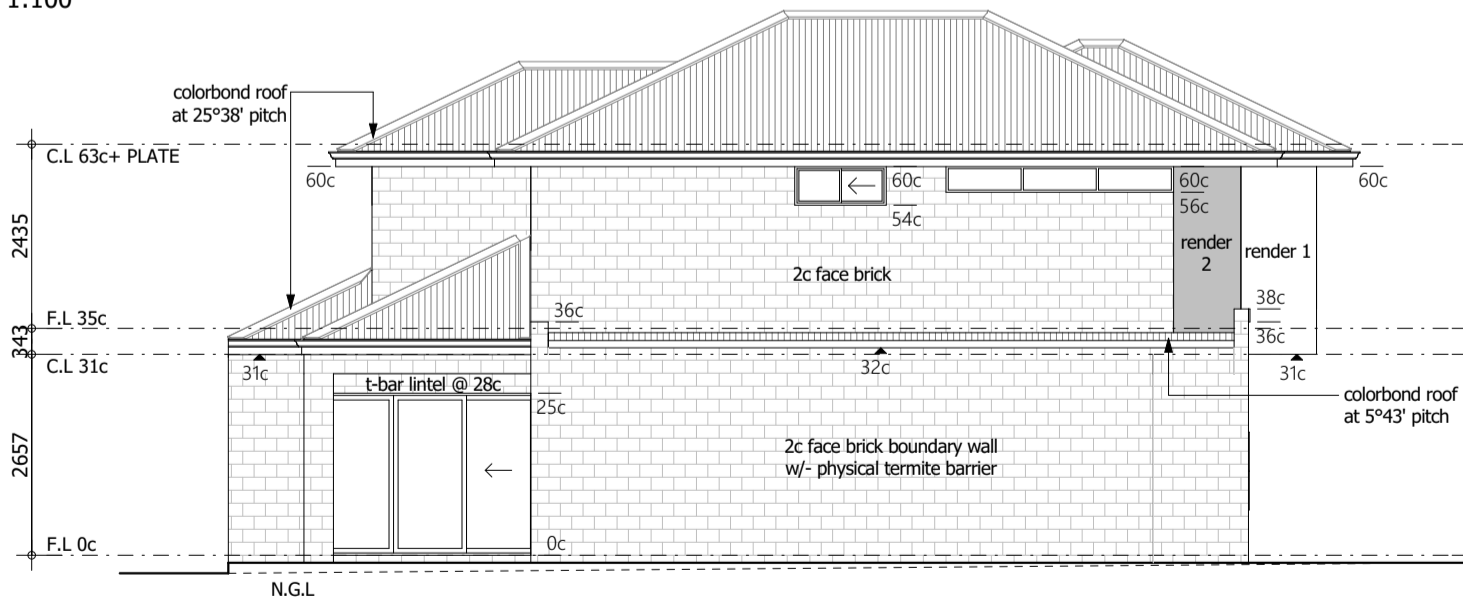 1:100
colorbond roof
at 25°38' pitch
C.L 63c+ PLATE
60c
60c
54c
60c
56c
60c
2435
render
2
render 1
2c face brick
38c
36c
36c
F.L 35c
343
C.L 31c
31c
32c
31c
t-bar lintel @ 28c
25c
colorbond roof
at 5°43' pitch
2657
2c face brick boundary wall
w/- physical termite barrier
F.L 0c
0c
N.G.L